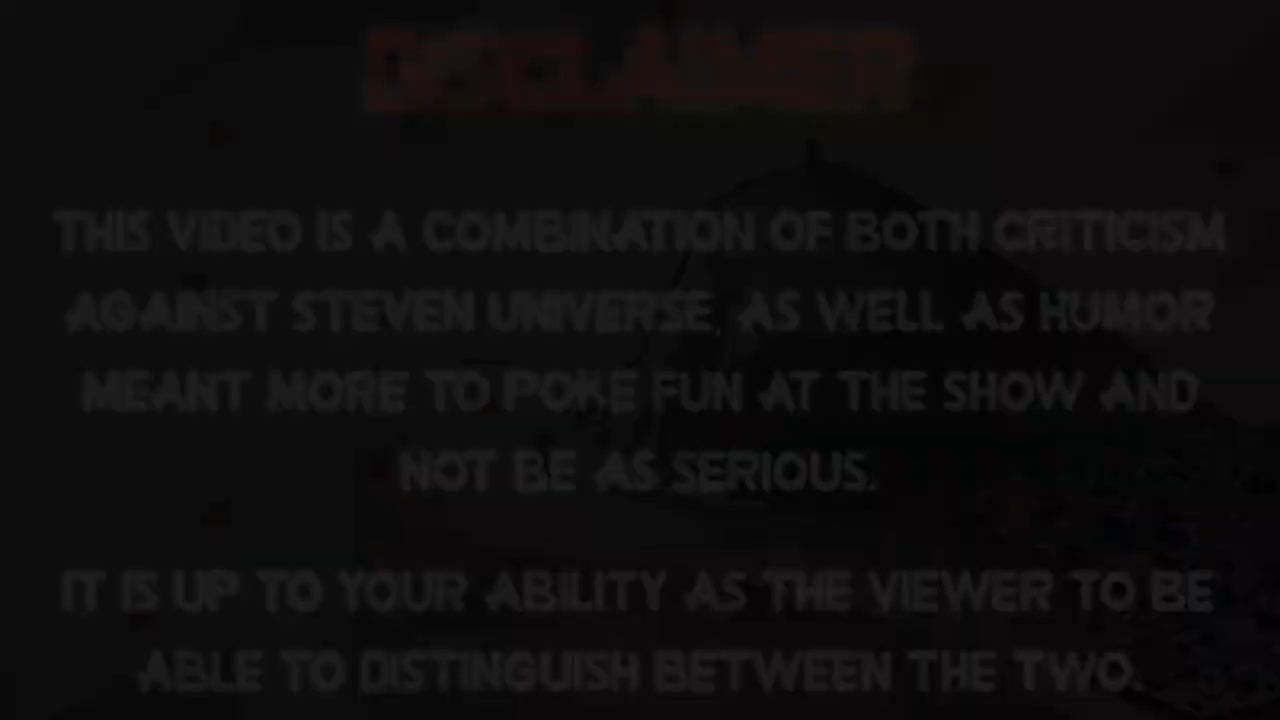 DISCLAIMER
THIS VIDEO IS A COMBINATION OF BOTH CRITICISM
AGAINST STEVEN UNIVERSE, AS WELL AS HUMOR
MEANT MORE TO POKE FUN AT THE SHOW AND
NOT BE AS SERIOUS.
IT IS UP TO YOUR ABILITY AS THE VIEWER TO BE
ABLE TO DISTINGUISH BETWEEN THE TWO.